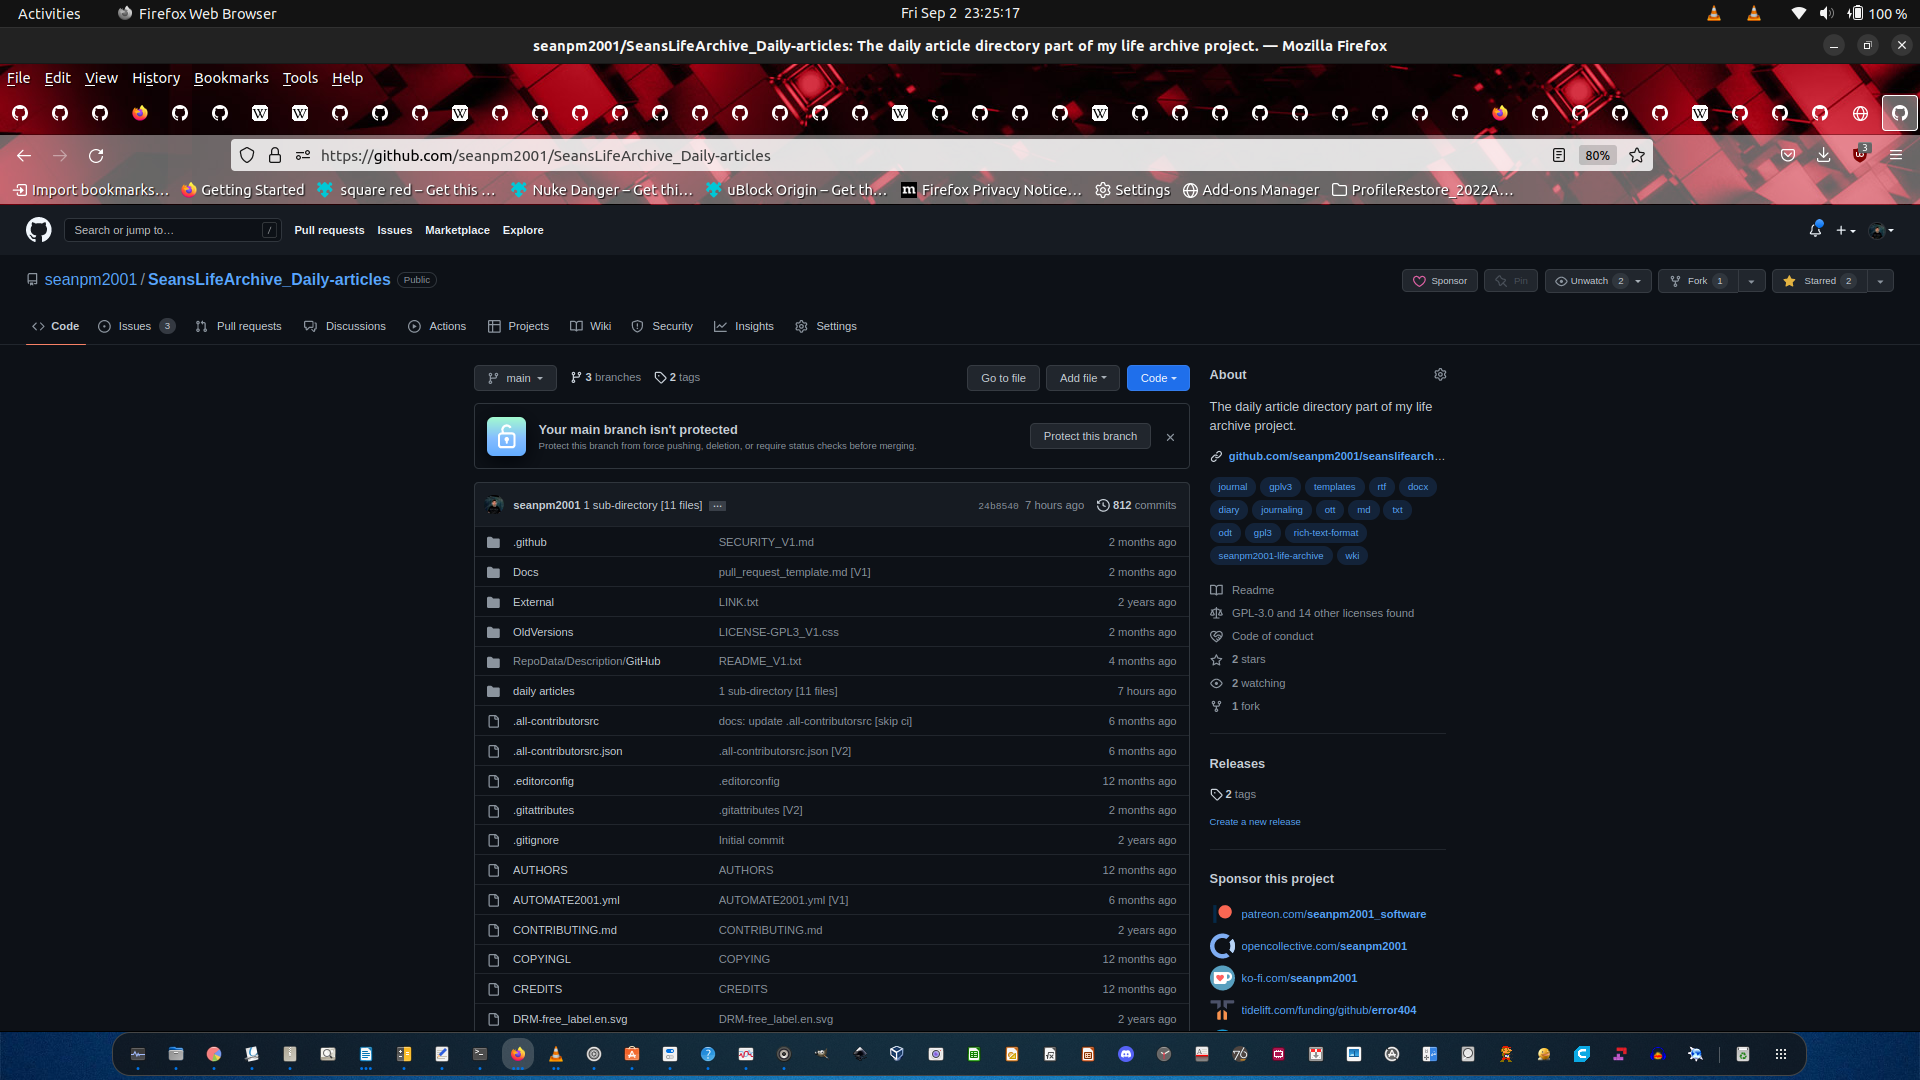 Activities Firefox Web Browser Fri Sep 2 23:25:17 100 %
seanpm2001/SeansLifeArchive_Daily-articles: The daily article directory part of my life archive project. — Mozilla Firefox
File Edit View History Bookmarks Tools Help
https://github.com/seanpm2001/SeansLifeArchive_Daily-articles 80% 3
Import bookmarks… Getting Started square red – Get this … Nuke Danger – Get thi… uBlock Origin – Get th… Firefox Privacy Notice… Settings Add-ons Manager ProfileRestore_2022A…
Search or jump to… / Pull requests Issues Marketplace Explore
seanpm2001 / SeansLifeArchive_Daily-articles Public Sponsor Pin Unwatch 2 Fork 1 Starred 2
Code Issues 3 Pull requests Discussions Actions Projects Wiki Security Insights Settings
main 3 branches 2 tags Go to file Add file Code
Your main branch isn't protected
Protect this branch from force pushing, deletion, or require status checks before merging.
Protect this branch
seanpm2001 1 sub-directory [11 files] … 24b8540 7 hours ago 812 commits
.github SECURITY_V1.md 2 months ago
Docs pull_request_template.md [V1] 2 months ago
External LINK.txt 2 years ago
OldVersions LICENSE-GPL3_V1.css 2 months ago
RepoData/Description/GitHub README_V1.txt 4 months ago
daily articles 1 sub-directory [11 files] 7 hours ago
.all-contributorsrc docs: update .all-contributorsrc [skip ci] 6 months ago
.all-contributorsrc.json .all-contributorsrc.json [V2] 6 months ago
.editorconfig .editorconfig 12 months ago
.gitattributes .gitattributes [V2] 2 months ago
.gitignore Initial commit 2 years ago
AUTHORS AUTHORS 12 months ago
AUTOMATE2001.yml AUTOMATE2001.yml [V1] 6 months ago
CONTRIBUTING.md CONTRIBUTING.md 2 years ago
COPYINGL COPYING 12 months ago
CREDITS CREDITS 12 months ago
DRM-free_label.en.svg DRM-free_label.en.svg 2 years ago
About
The daily article directory part of my life
archive project.
github.com/seanpm2001/seanslifearch…
journal gplv3 templates rtf docx
diary journaling ott md txt
odt gpl3 rich-text-format
seanpm2001-life-archive wki
Readme
GPL-3.0 and 14 other licenses found
Code of conduct
2 stars
2 watching
1 fork
Releases
2 tags
Create a new release
Sponsor this project
patreon.com/seanpm2001_software
opencollective.com/seanpm2001
ko-fi.com/seanpm2001
tidelift.com/funding/github/error404